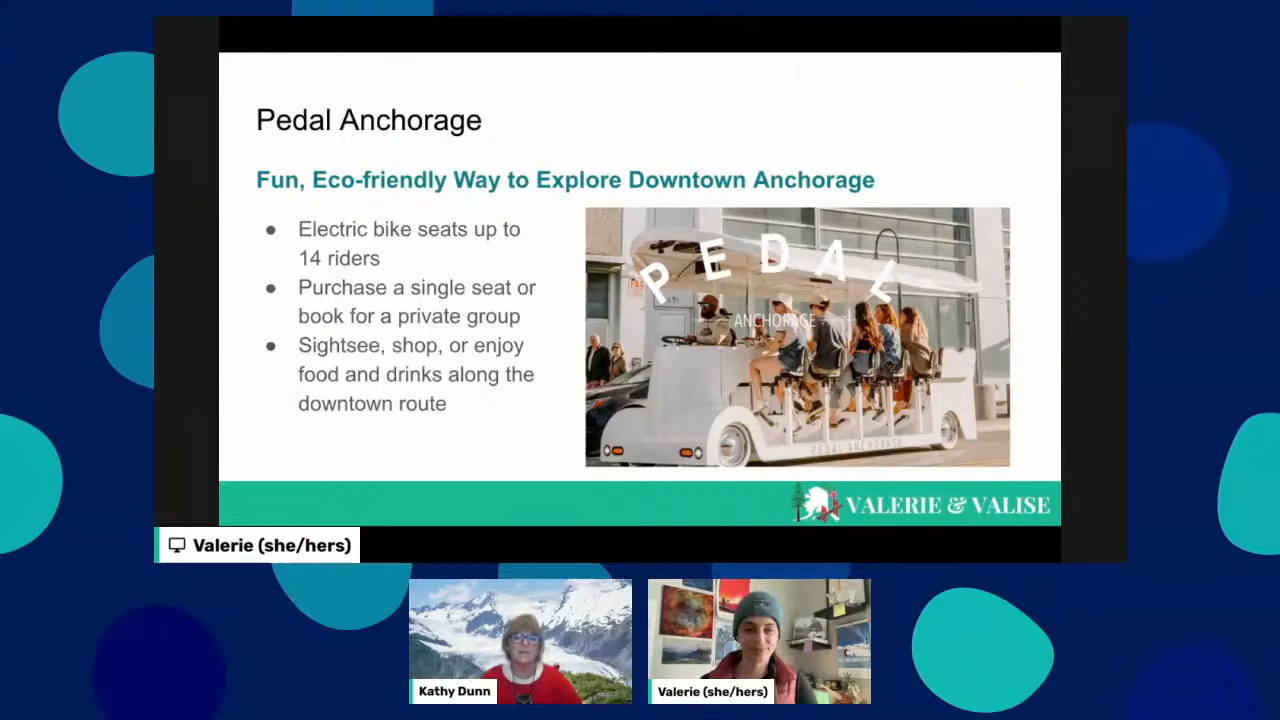 Pedal Anchorage
Fun, Eco-friendly Way to Explore Downtown Anchorage
● Electric bike seats up to
14 riders
● Purchase a single seat or
book for a private group
● Sightsee, shop, or enjoy
food and drinks along the
downtown route
PEDAL
ANCHORAGE
PEDAL ANCHORAGE
VALERIE & VALISE
Valerie (she/hers)
Kathy Dunn
Valerie (she/hers)